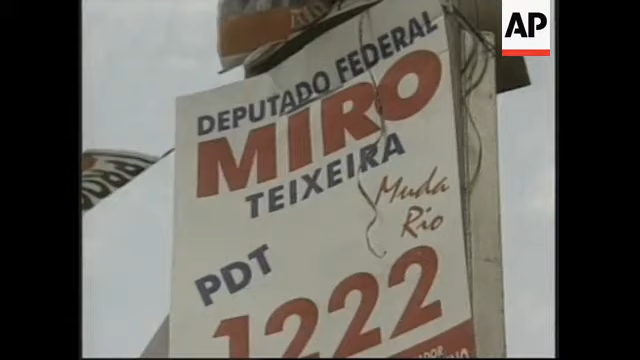 AP
DEPUTADO FEDERAL
MIRO
TEIXEIRA
Muda
Rio
PDT
1222